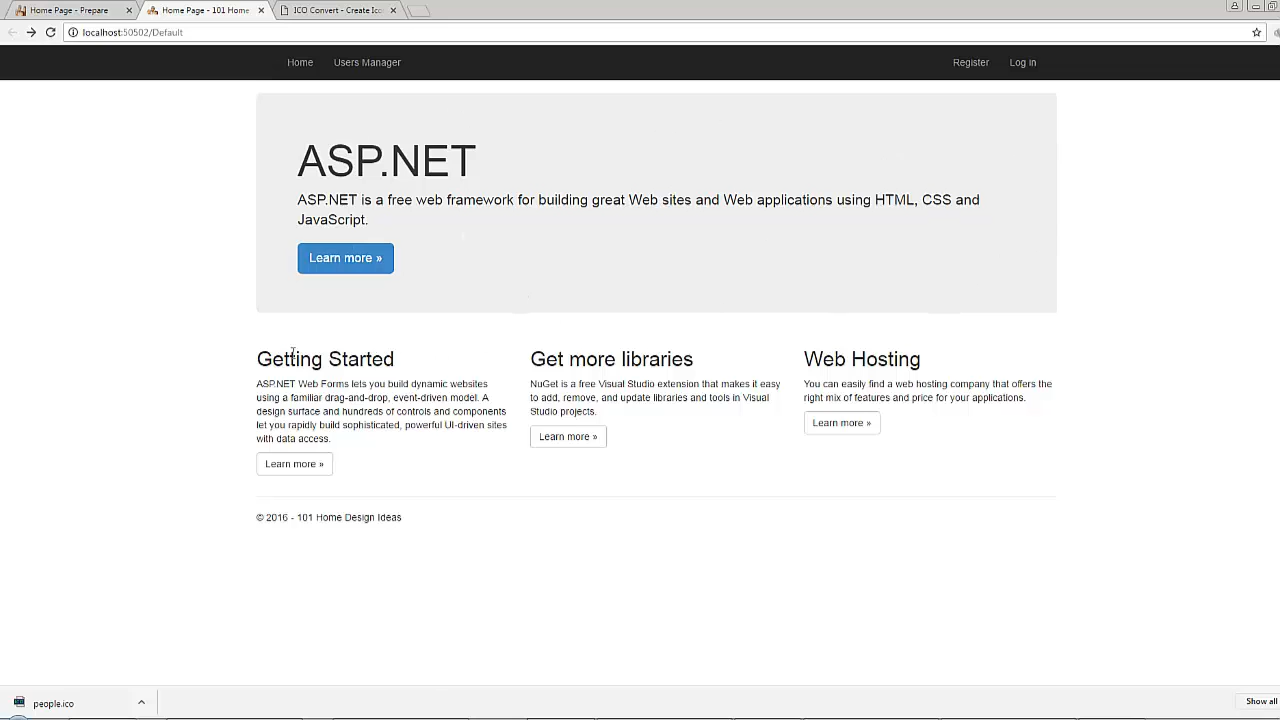 Home Page - Prepare
Home Page - 101 Home
ICO Convert - Create Ico
localhost:50502/Default
Home Users Manager Register Log in
ASP.NET
ASP.NET is a free web framework for building great Web sites and Web applications using HTML, CSS and
JavaScript.
Learn more »
Getting Started
ASP.NET Web Forms lets you build dynamic websites
using a familiar drag-and-drop, event-driven model. A
design surface and hundreds of controls and components
let you rapidly build sophisticated, powerful UI-driven sites
with data access.
Learn more »
Get more libraries
NuGet is a free Visual Studio extension that makes it easy
to add, remove, and update libraries and tools in Visual
Studio projects.
Learn more »
Web Hosting
You can easily find a web hosting company that offers the
right mix of features and price for your applications.
Learn more »
© 2016 - 101 Home Design Ideas
people.ico
Show all